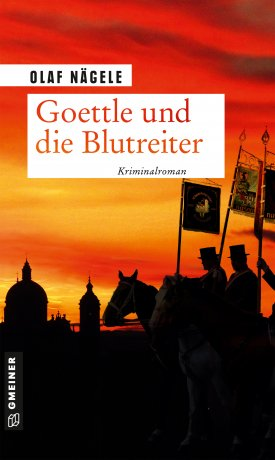 OLAF NÄGELE
Goettle und
die Blutreiter
Kriminalroman
GMEINER